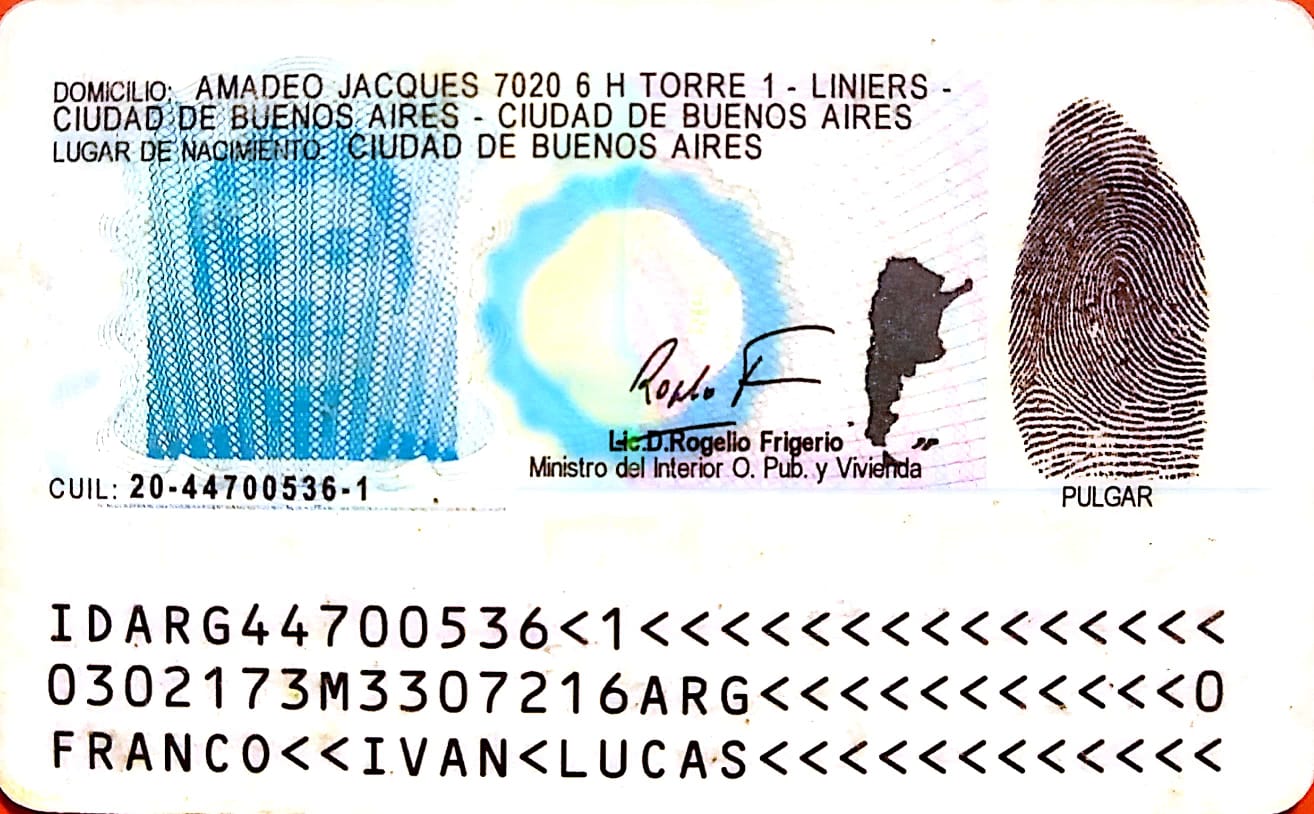 DOMICILIO: AMADEO JACQUES 7020 6 H TORRE 1 - LINIERS -
CIUDAD DE BUENOS AIRES - CIUDAD DE BUENOS AIRES
LUGAR DE NACIMIENTO: CIUDAD DE BUENOS AIRES
Lic.D.Rogelio Frigerio
Ministro del Interior O. Pub. y Vivienda
CUIL: 20-44700536-1
PULGAR
IDARG44700536<1<<<<<<<<<<<<<<<
0302173M3307216ARG<<<<<<<<<<<0
FRANCO<<IVAN<LUCAS<<<<<<<<<<<<